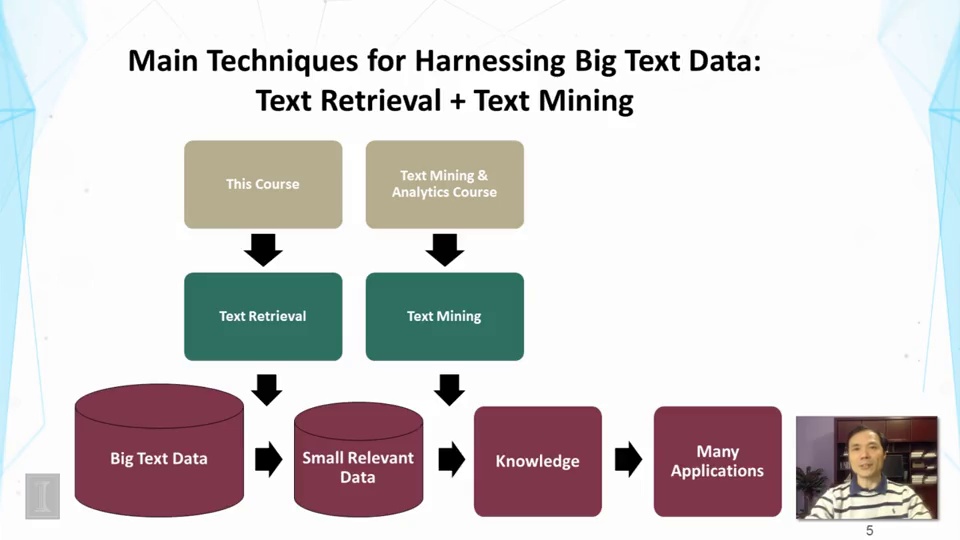 Main Techniques for Harnessing Big Text Data:
Text Retrieval + Text Mining
This Course
Text Mining &
Analytics Course
Text Retrieval
Text Mining
Big Text Data
Small Relevant
Data
Knowledge
Many
Applications
I
5